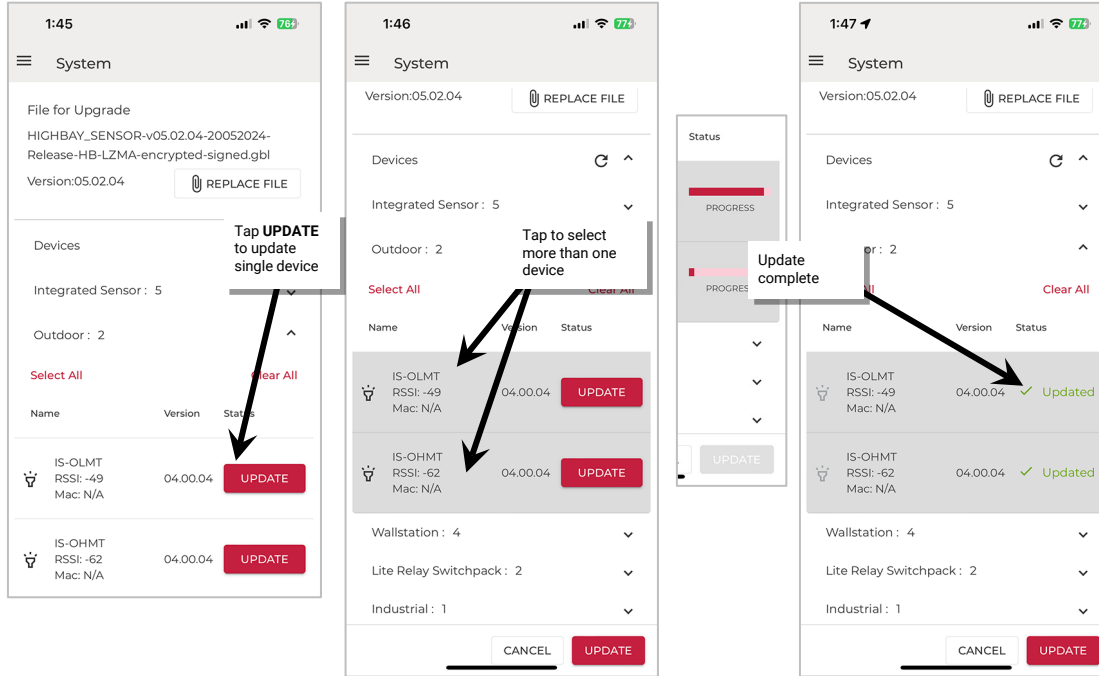 1:45
76
System
File for Upgrade
HIGHBAY_SENSOR-v05.02.04-20052024-
Release-HB-LZMA-encrypted-signed.gbl
Version:05.02.04
REPLACE FILE
Devices
Integrated Sensor : 5
Outdoor : 2
Select All
Clear All
Name
Version
Status
IS-OLMT
RSSI: -49
Mac: N/A
04.00.04
UPDATE
IS-OHMT
RSSI: -62
Mac: N/A
04.00.04
UPDATE
Tap UPDATE
to update
single device
1:46
77
System
Version:05.02.04
REPLACE FILE
Devices
Integrated Sensor : 5
Outdoor : 2
Select All
Clear All
Name
Version
Status
IS-OLMT
RSSI: -49
Mac: N/A
04.00.04
UPDATE
IS-OHMT
RSSI: -62
Mac: N/A
04.00.04
UPDATE
Wallstation : 4
Lite Relay Switchpack : 2
Industrial : 1
CANCEL
UPDATE
Tap to select
more than one
device
Status
PROGRESS
PROGRES
UPDATE
Update
complete
1:47
77
System
Version:05.02.04
REPLACE FILE
Devices
Integrated Sensor : 5
or : 2
All
Clear All
Name
Version
Status
IS-OLMT
RSSI: -49
Mac: N/A
04.00.04
Updated
IS-OHMT
RSSI: -62
Mac: N/A
04.00.04
Updated
Wallstation : 4
Lite Relay Switchpack : 2
Industrial : 1
CANCEL
UPDATE